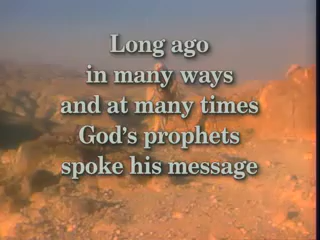 Long ago
in many ways
and at many times
God's prophets
spoke his message